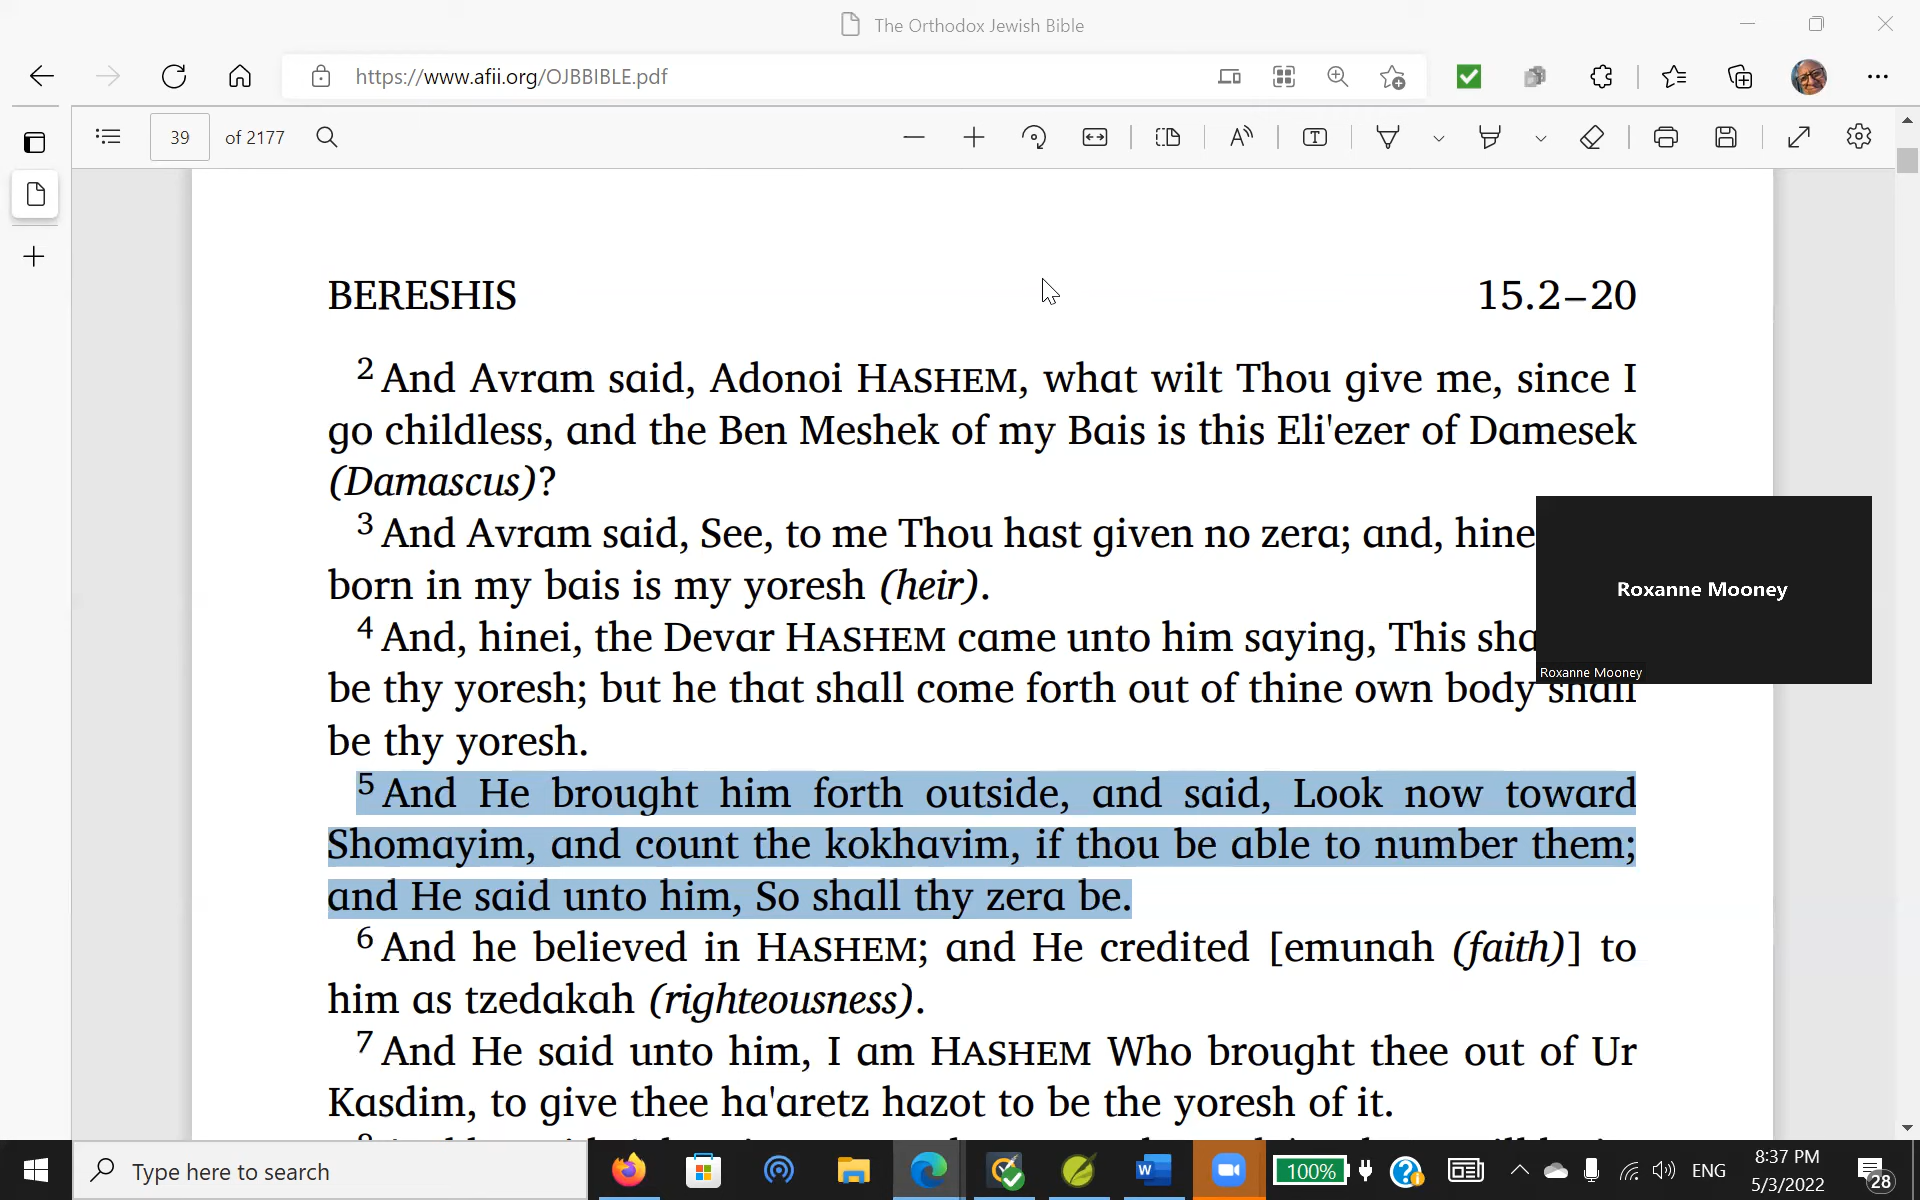 The Orthodox Jewish Bible
https://www.afii.org/OJBBIBLE.pdf
39 of 2177
BERESHIS 15.2–20
2 And Avram said, Adonoi HASHEM, what wilt Thou give me, since I
go childless, and the Ben Meshek of my Bais is this Eli'ezer of Damesek
(Damascus)?
3 And Avram said, See, to me Thou hast given no zera; and, hine
born in my bais is my yoresh (heir).
4 And, hinei, the Devar HASHEM came unto him saying, This sha
be thy yoresh; but he that shall come forth out of thine own body shall
be thy yoresh.
5 And He brought him forth outside, and said, Look now toward
Shomayim, and count the kokhavim, if thou be able to number them;
and He said unto him, So shall thy zera be.
6 And he believed in HASHEM; and He credited [emunah (faith)] to
him as tzedakah (righteousness).
7 And He said unto him, I am HASHEM Who brought thee out of Ur
Kasdim, to give thee ha'aretz hazot to be the yoresh of it.
Roxanne Mooney
Roxanne Mooney
Type here to search
100%
ENG
8:37 PM
5/3/2022
28